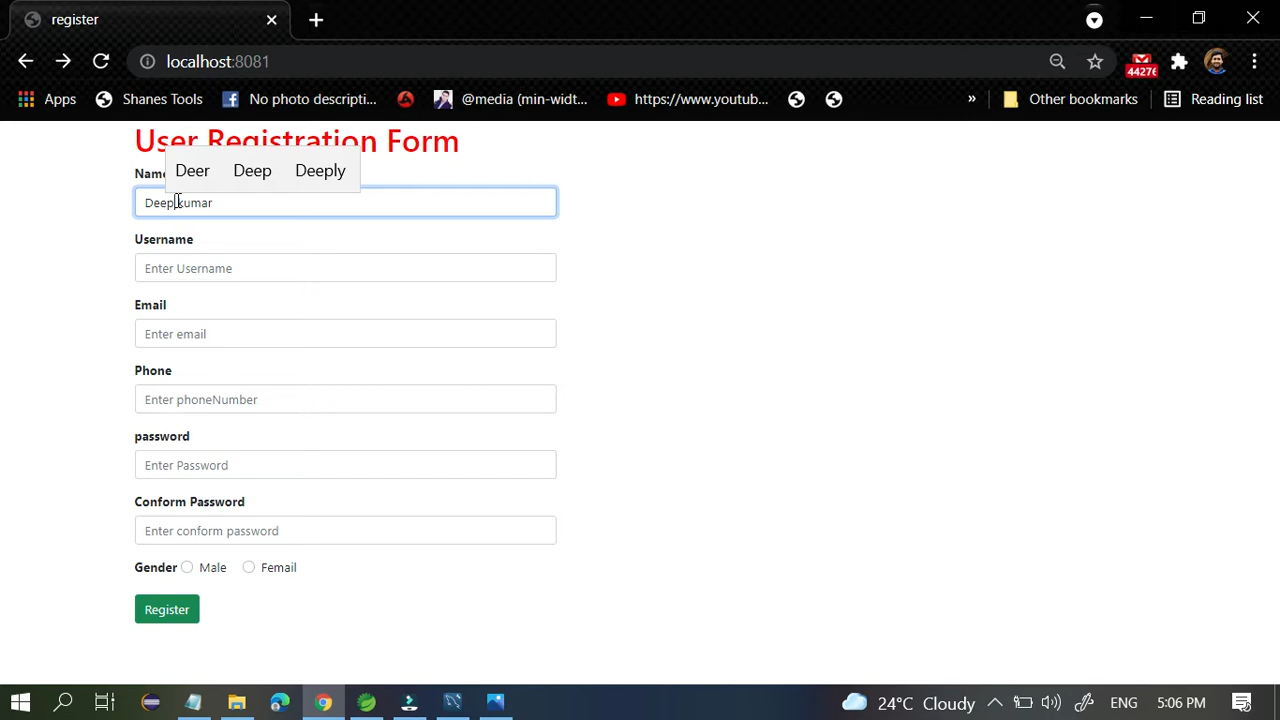 register
localhost:8081
44276
Apps Shanes Tools No photo descripti... @media (min-widt... https://www.youtub... » Other bookmarks Reading list
User Registration Form
Name
Deer Deep Deeply
Deep kumar
Username
Enter Username
Email
Enter email
Phone
Enter phoneNumber
password
Enter Password
Conform Password
Enter conform password
Gender Male Femail
Register
24°C Cloudy ENG 5:06 PM